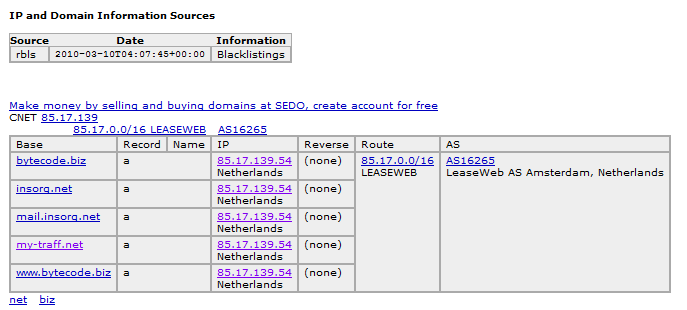 IP and Domain Information Sources
Source Date Information
rbls 2010-03-10T04:07:45+00:00 Blacklistings
Make money by selling and buying domains at SEDO, create account for free
CNET 85.17.139
85.17.0.0/16 LEASEWEB AS16265
Base Record Name IP Reverse Route AS
bytecode.biz a 85.17.139.54 (none) 85.17.0.0/16 AS16265
Netherlands LEASEWEB LeaseWeb AS Amsterdam, Netherlands
insorg.net a 85.17.139.54 (none)
Netherlands
mail.insorg.net a 85.17.139.54 (none)
Netherlands
my-traff.net a 85.17.139.54 (none)
Netherlands
www.bytecode.biz a 85.17.139.54 (none)
Netherlands
net biz